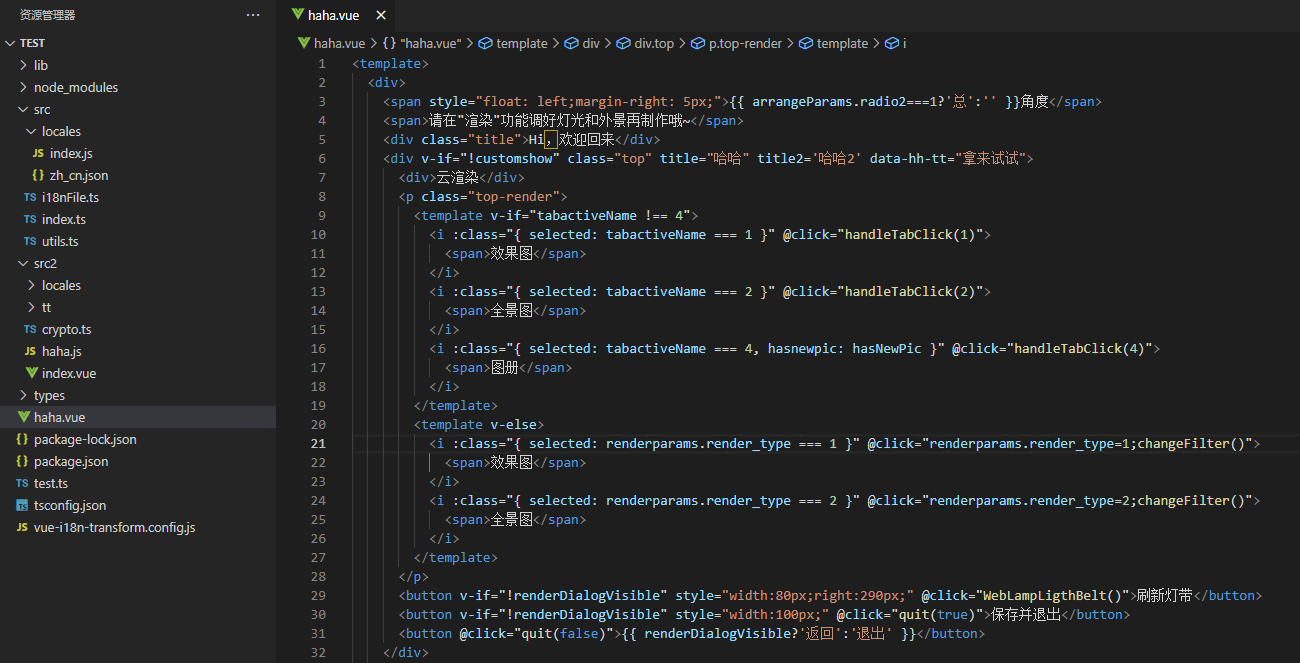 资源管理器 ···
TEST
lib
node_modules
src
locales
JS index.js
{} zh_cn.json
TS i18nFile.ts
TS index.ts
TS utils.ts
src2
locales
tt
TS crypto.ts
JS haha.js
index.vue
types
haha.vue
{} package-lock.json
{} package.json
TS test.ts
TS tsconfig.json
JS vue-i18n-transform.config.js
haha.vue ×
haha.vue > {} "haha.vue" > template > div > div.top > p.top-render > template > i
1 <template>
2 <div>
3 <span style="float: left;margin-right: 5px;">{{ arrangeParams.radio2===1?'总':'' }}角度</span>
4 <span>请在"渲染"功能调好灯光和外景再制作哦~</span>
5 <div class="title">Hi，欢迎回来</div>
6 <div v-if="!customshow" class="top" title="哈哈" title2='哈哈2' data-hh-tt="拿来试试">
7 <div>云渲染</div>
8 <p class="top-render">
9 <template v-if="tabactiveName !== 4">
10 <i :class="{ selected: tabactiveName === 1 }" @click="handleTabClick(1)">
11 <span>效果图</span>
12 </i>
13 <i :class="{ selected: tabactiveName === 2 }" @click="handleTabClick(2)">
14 <span>全景图</span>
15 </i>
16 <i :class="{ selected: tabactiveName === 4, hasnewpic: hasNewPic }" @click="handleTabClick(4)">
17 <span>图册</span>
18 </i>
19 </template>
20 <template v-else>
21 <i :class="{ selected: renderparams.render_type === 1 }" @click="renderparams.render_type=1;changeFilter()">
22 <span>效果图</span>
23 </i>
24 <i :class="{ selected: renderparams.render_type === 2 }" @click="renderparams.render_type=2;changeFilter()">
25 <span>全景图</span>
26 </i>
27 </template>
28 </p>
29 <button v-if="!renderDialogVisible" style="width:80px;right:290px;" @click="WebLampLigthBelt()">刷新灯带</button>
30 <button v-if="!renderDialogVisible" style="width:100px;" @click="quit(true)">保存并退出</button>
31 <button @click="quit(false)">{{ renderDialogVisible?'返回':'退出' }}</button>
32 </div>